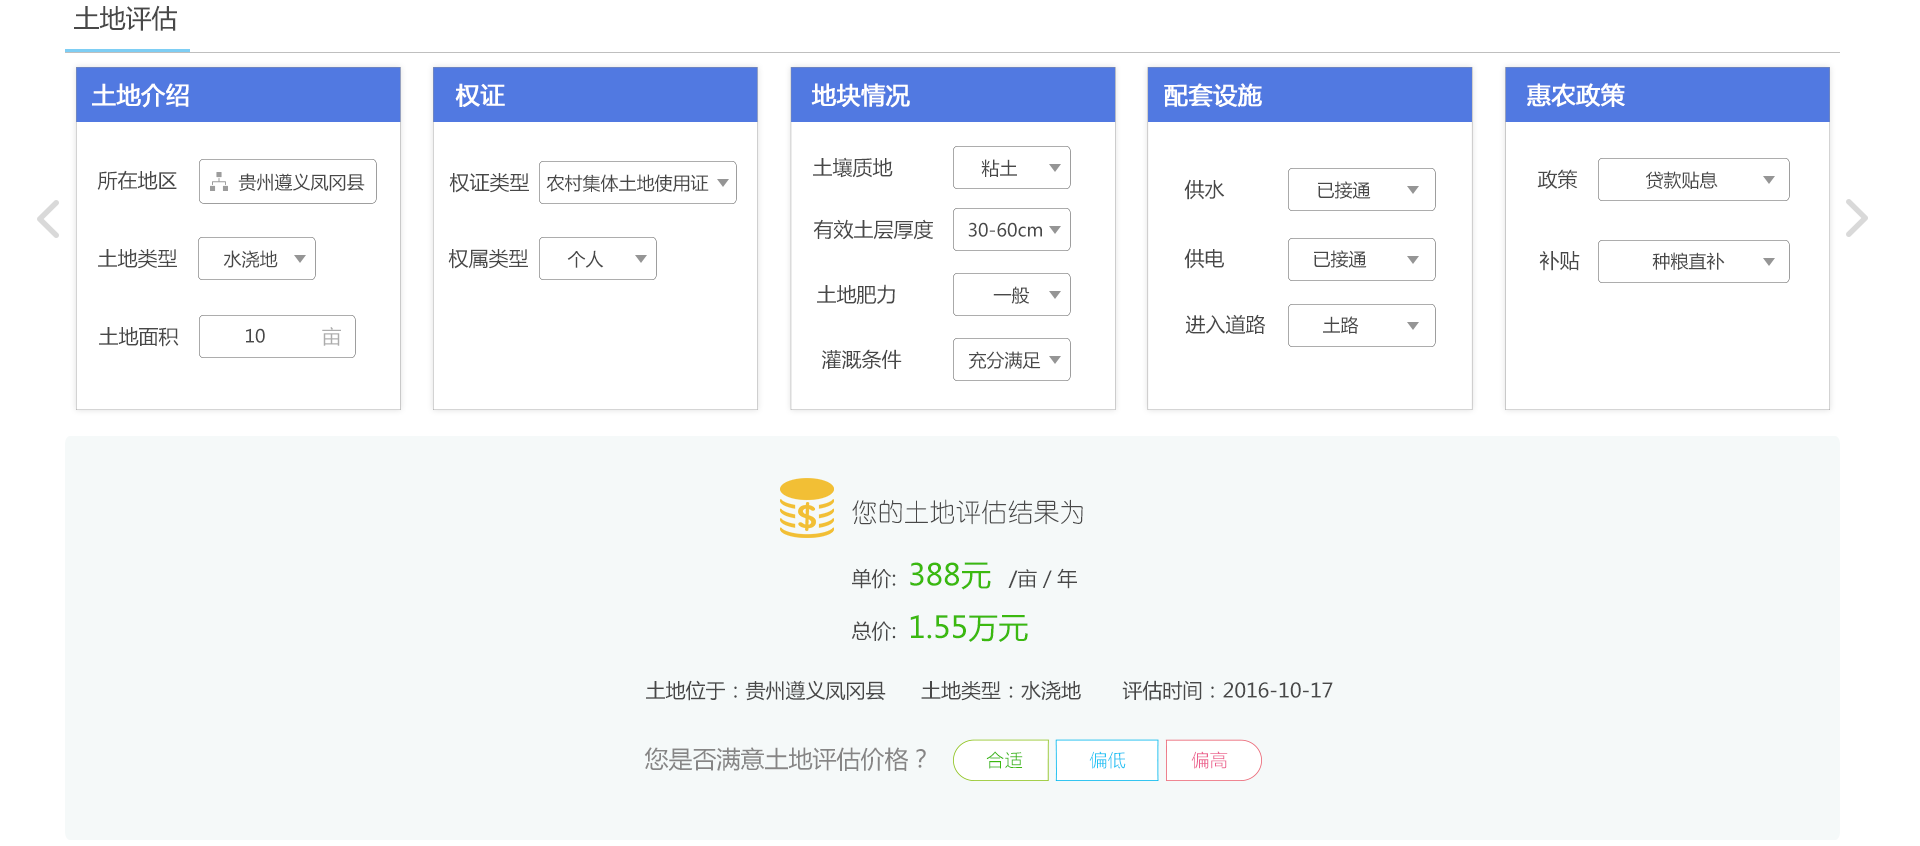 土地评估
土地介绍
所在地区 贵州遵义凤冈县
土地类型 水浇地
土地面积 10 亩
权证
权证类型 农村集体土地使用证
权属类型 个人
地块情况
土壤质地 粘土
有效土层厚度 30-60cm
土地肥力 一般
灌溉条件 充分满足
配套设施
供水 已接通
供电 已接通
进入道路 土路
惠农政策
政策 贷款贴息
补贴 种粮直补
您的土地评估结果为
单价: 388元 /亩 / 年
总价: 1.55万元
土地位于：贵州遵义凤冈县 土地类型：水浇地 评估时间：2016-10-17
您是否满意土地评估价格？ 合适 偏低 偏高